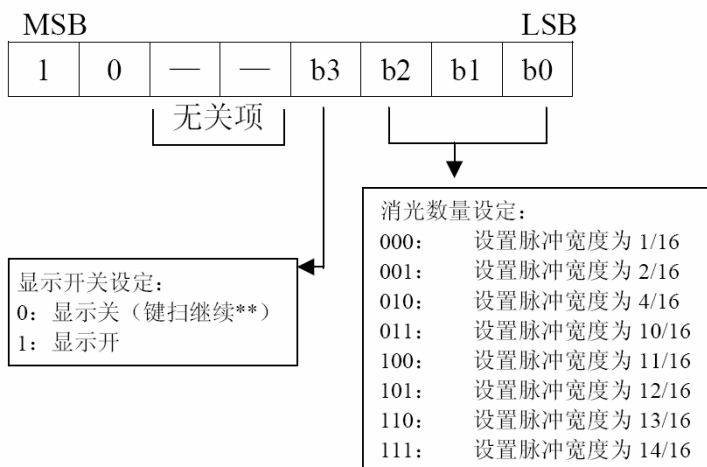 MSB LSB
1 0 — — b3 b2 b1 b0
无关项
消光数量设定：
000： 设置脉冲宽度为 1/16
001： 设置脉冲宽度为 2/16
010： 设置脉冲宽度为 4/16
011： 设置脉冲宽度为 10/16
100： 设置脉冲宽度为 11/16
101： 设置脉冲宽度为 12/16
110： 设置脉冲宽度为 13/16
111： 设置脉冲宽度为 14/16
显示开关设定：
0：显示关（键扫继续**）
1：显示开